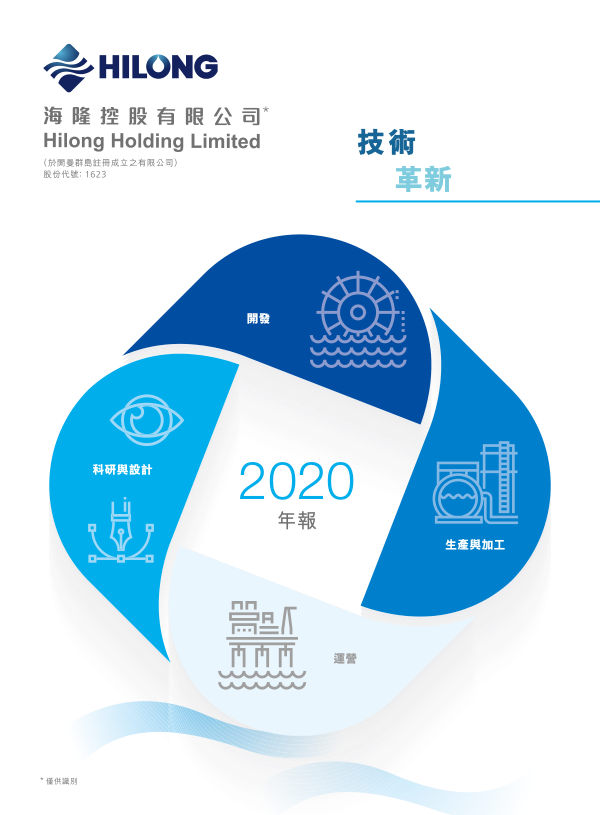 HILONG
海隆控股有限公司*
Hilong Holding Limited
(於開曼群島註冊成立之有限公司)
股份代號: 1623
技術
革新
開發
科研與設計
2020
年報
生產與加工
運營
* 僅供識別